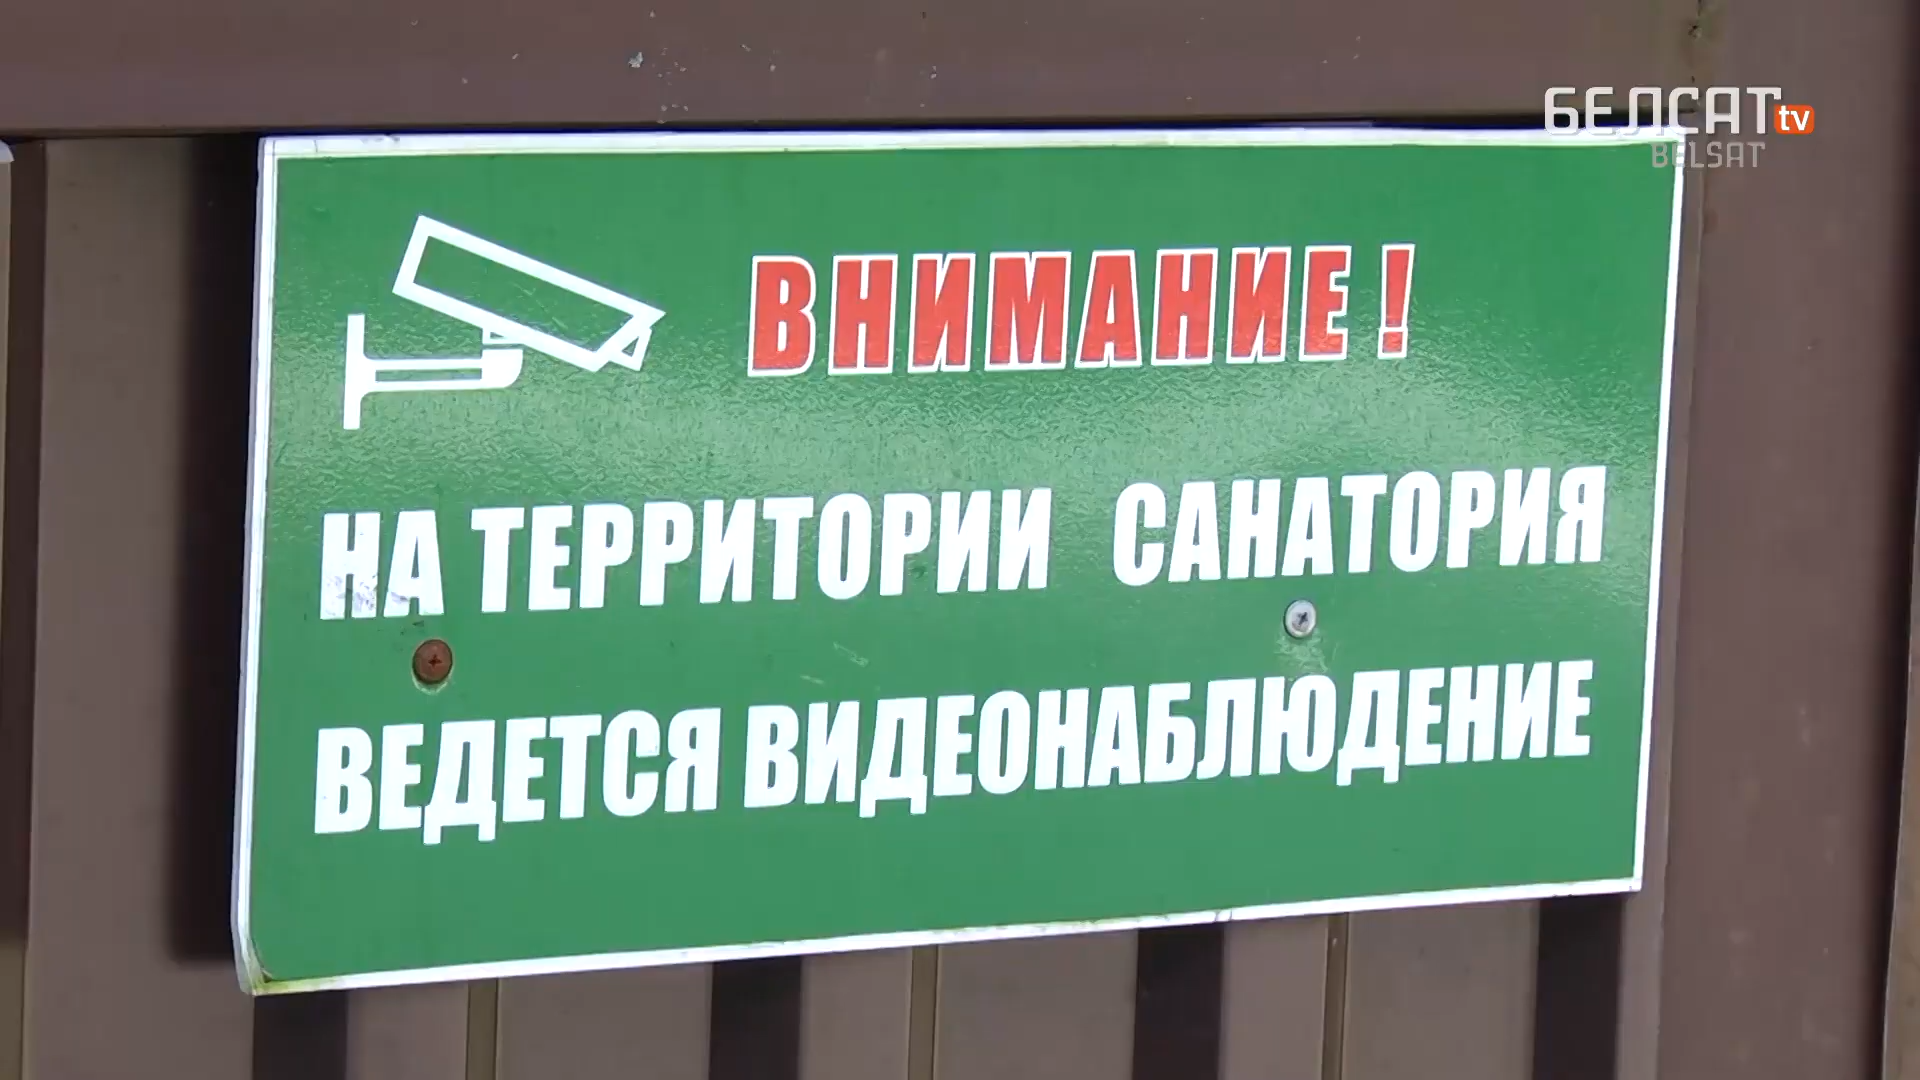 БЕЛСАТ tv
BELSAT
ВНИМАНИЕ!
НА ТЕРРИТОРИИ САНАТОРИЯ
ВЕДЕТСЯ ВИДЕОНАБЛЮДЕНИЕ